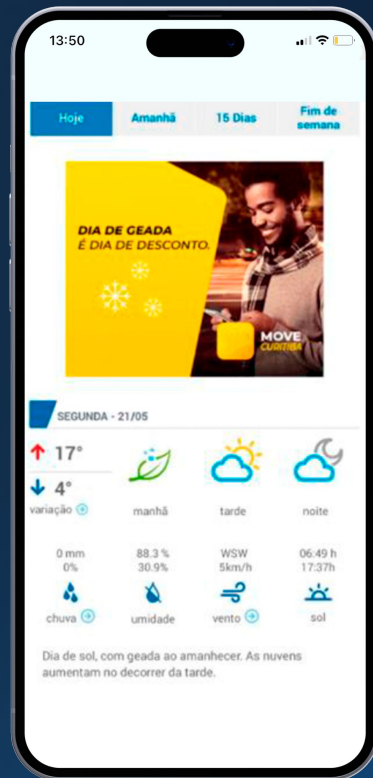 13:50
Hoje
Amanhã
15 Dias
Fim de
semana
DIA DE GEADA
É DIA DE DESCONTO.
MOVE
CURITIBA
SEGUNDA - 21/05
17°
4°
variação
manhã
tarde
noite
0 mm
88.3 %
WSW
06:49 h
0%
30.9%
5km/h
17:37h
chuva
umidade
vento
sol
Dia de sol, com geada ao amanhecer. As nuvens
aumentam no decorrer da tarde.